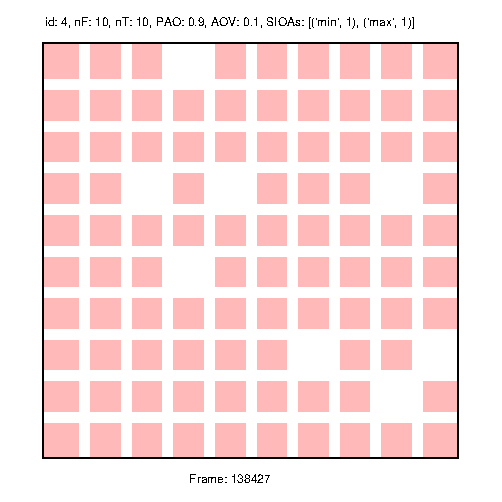 id: 4, nF: 10, nT: 10, PAO: 0.9, AOV: 0.1, SIOAs: [('min', 1), ('max', 1)]
Frame: 138427